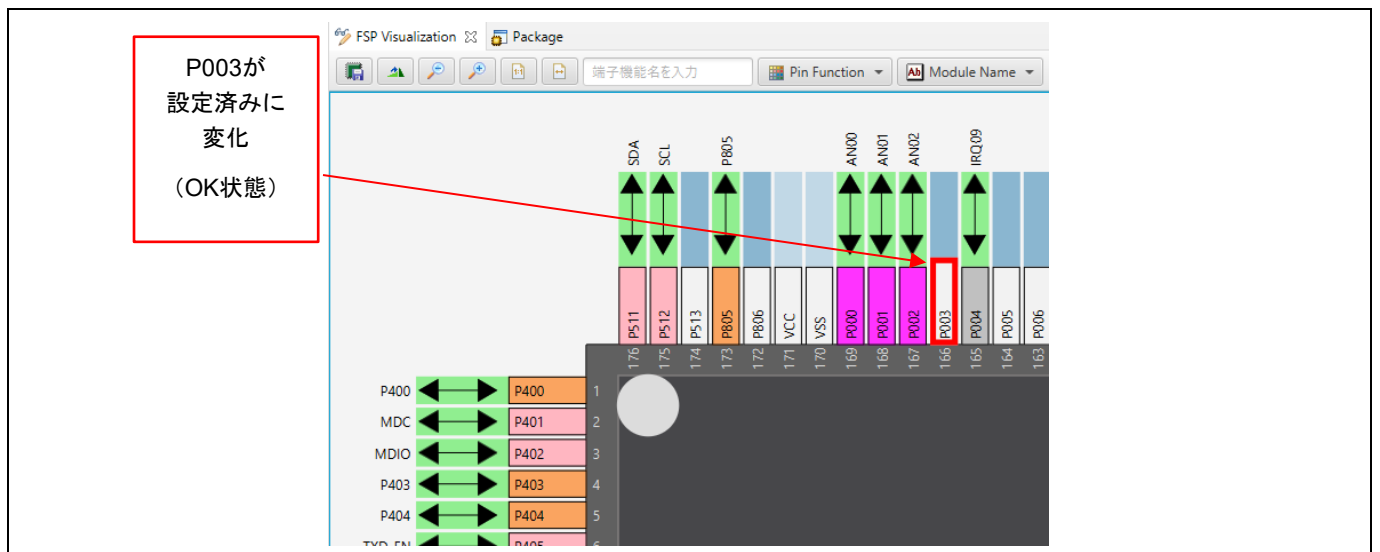 P003が
設定済みに
変化
（OK状態）
FSP Visualization
Package
端子機能名を入力
Pin Function
Ab Module Name
SDA
SCL
P805
AN00
AN01
AN02
IRQ09
P511
P512
P513
P805
P806
VCC
VSS
P000
P001
P002
P003
P004
P005
P006
176
175
174
173
172
171
170
169
168
167
166
165
164
163
P400 P400 1
MDC P401 2
MDIO P402 3
P403 P403 4
P404 P404 5
TXD_EN P405 6